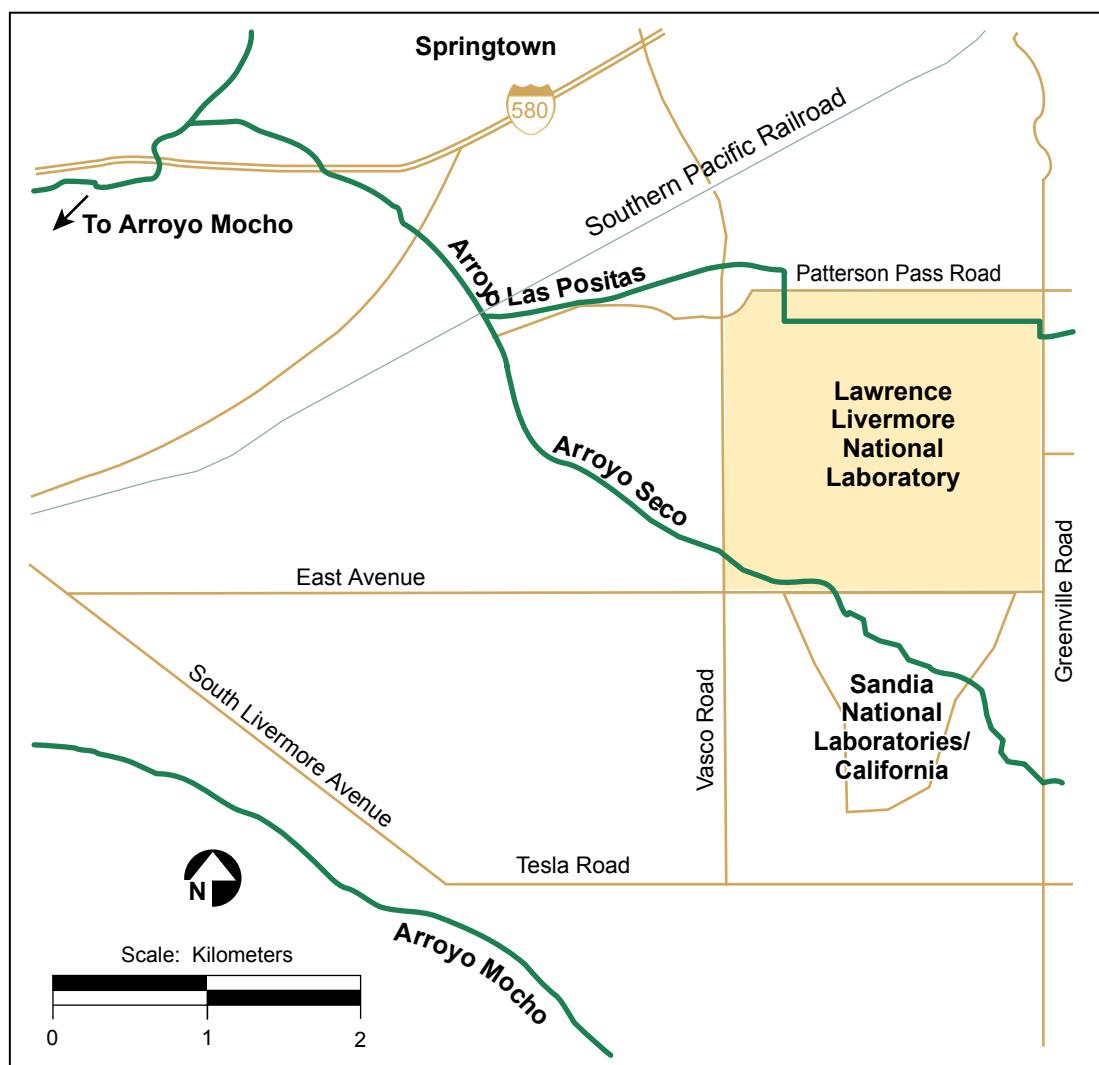 Springtown
580
Southern Pacific Railroad
To Arroyo Mocho
Arroyo Las Positas
Patterson Pass Road
Lawrence
Livermore
National
Laboratory
Arroyo Seco
East Avenue
Greenville Road
South Livermore Avenue
Vasco Road
Sandia
National
Laboratories/
California
Tesla Road
N
Arroyo Mocho
Scale: Kilometers
0 1 2